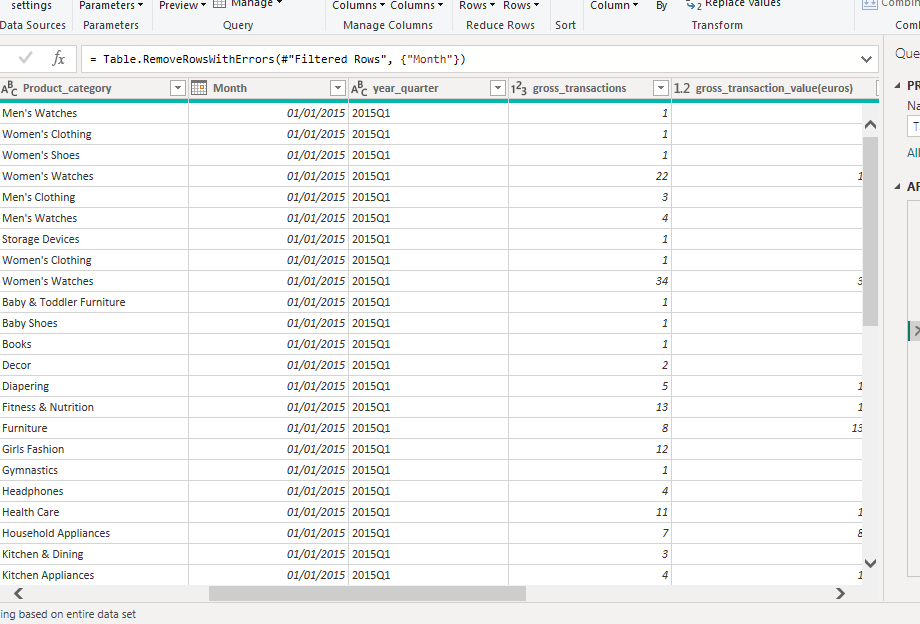 settings Parameters Preview Manage Columns Columns Rows Rows Column By Replace Values
Data Sources Parameters Query Manage Columns Reduce Rows Sort Transform
fx = Table.RemoveRowsWithErrors(#"Filtered Rows", {"Month"})
ABC Product_category Month ABC year_quarter 123 gross_transactions 1.2 gross_transaction_value(euros)
Men's Watches 01/01/2015 2015Q1 1
Women's Clothing 01/01/2015 2015Q1 1
Women's Shoes 01/01/2015 2015Q1 1
Women's Watches 01/01/2015 2015Q1 22 1
Men's Clothing 01/01/2015 2015Q1 3
Men's Watches 01/01/2015 2015Q1 4
Storage Devices 01/01/2015 2015Q1 1
Women's Clothing 01/01/2015 2015Q1 1
Women's Watches 01/01/2015 2015Q1 34 3
Baby & Toddler Furniture 01/01/2015 2015Q1 1
Baby Shoes 01/01/2015 2015Q1 1
Books 01/01/2015 2015Q1 1
Decor 01/01/2015 2015Q1 2
Diapering 01/01/2015 2015Q1 5 1
Fitness & Nutrition 01/01/2015 2015Q1 13 1
Furniture 01/01/2015 2015Q1 8 13
Girls Fashion 01/01/2015 2015Q1 12
Gymnastics 01/01/2015 2015Q1 1
Headphones 01/01/2015 2015Q1 4
Health Care 01/01/2015 2015Q1 11 1
Household Appliances 01/01/2015 2015Q1 7 8
Kitchen & Dining 01/01/2015 2015Q1 3
Kitchen Appliances 01/01/2015 2015Q1 4 1
ing based on entire data set
Que
PR
Na
All
AP